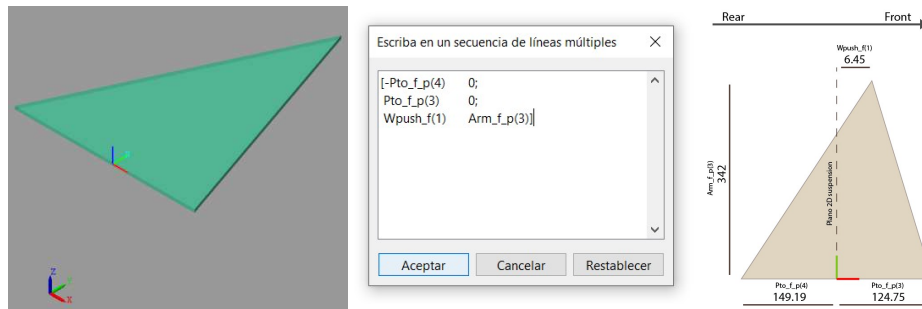 Z
Y
X
Escriba en un secuencia de líneas múltiples
[-Pto_f_p(4) 0;
Pto_f_p(3) 0;
Wpush_f(1) Arm_f_p(3)]
Aceptar Cancelar Restablecer
Rear Front
Wpush_f(1)
6.45
Arm_f_p(3)
342
Plano 2D suspension
Pto_f_p(4)
149.19
Pto_f_p(3)
124.75